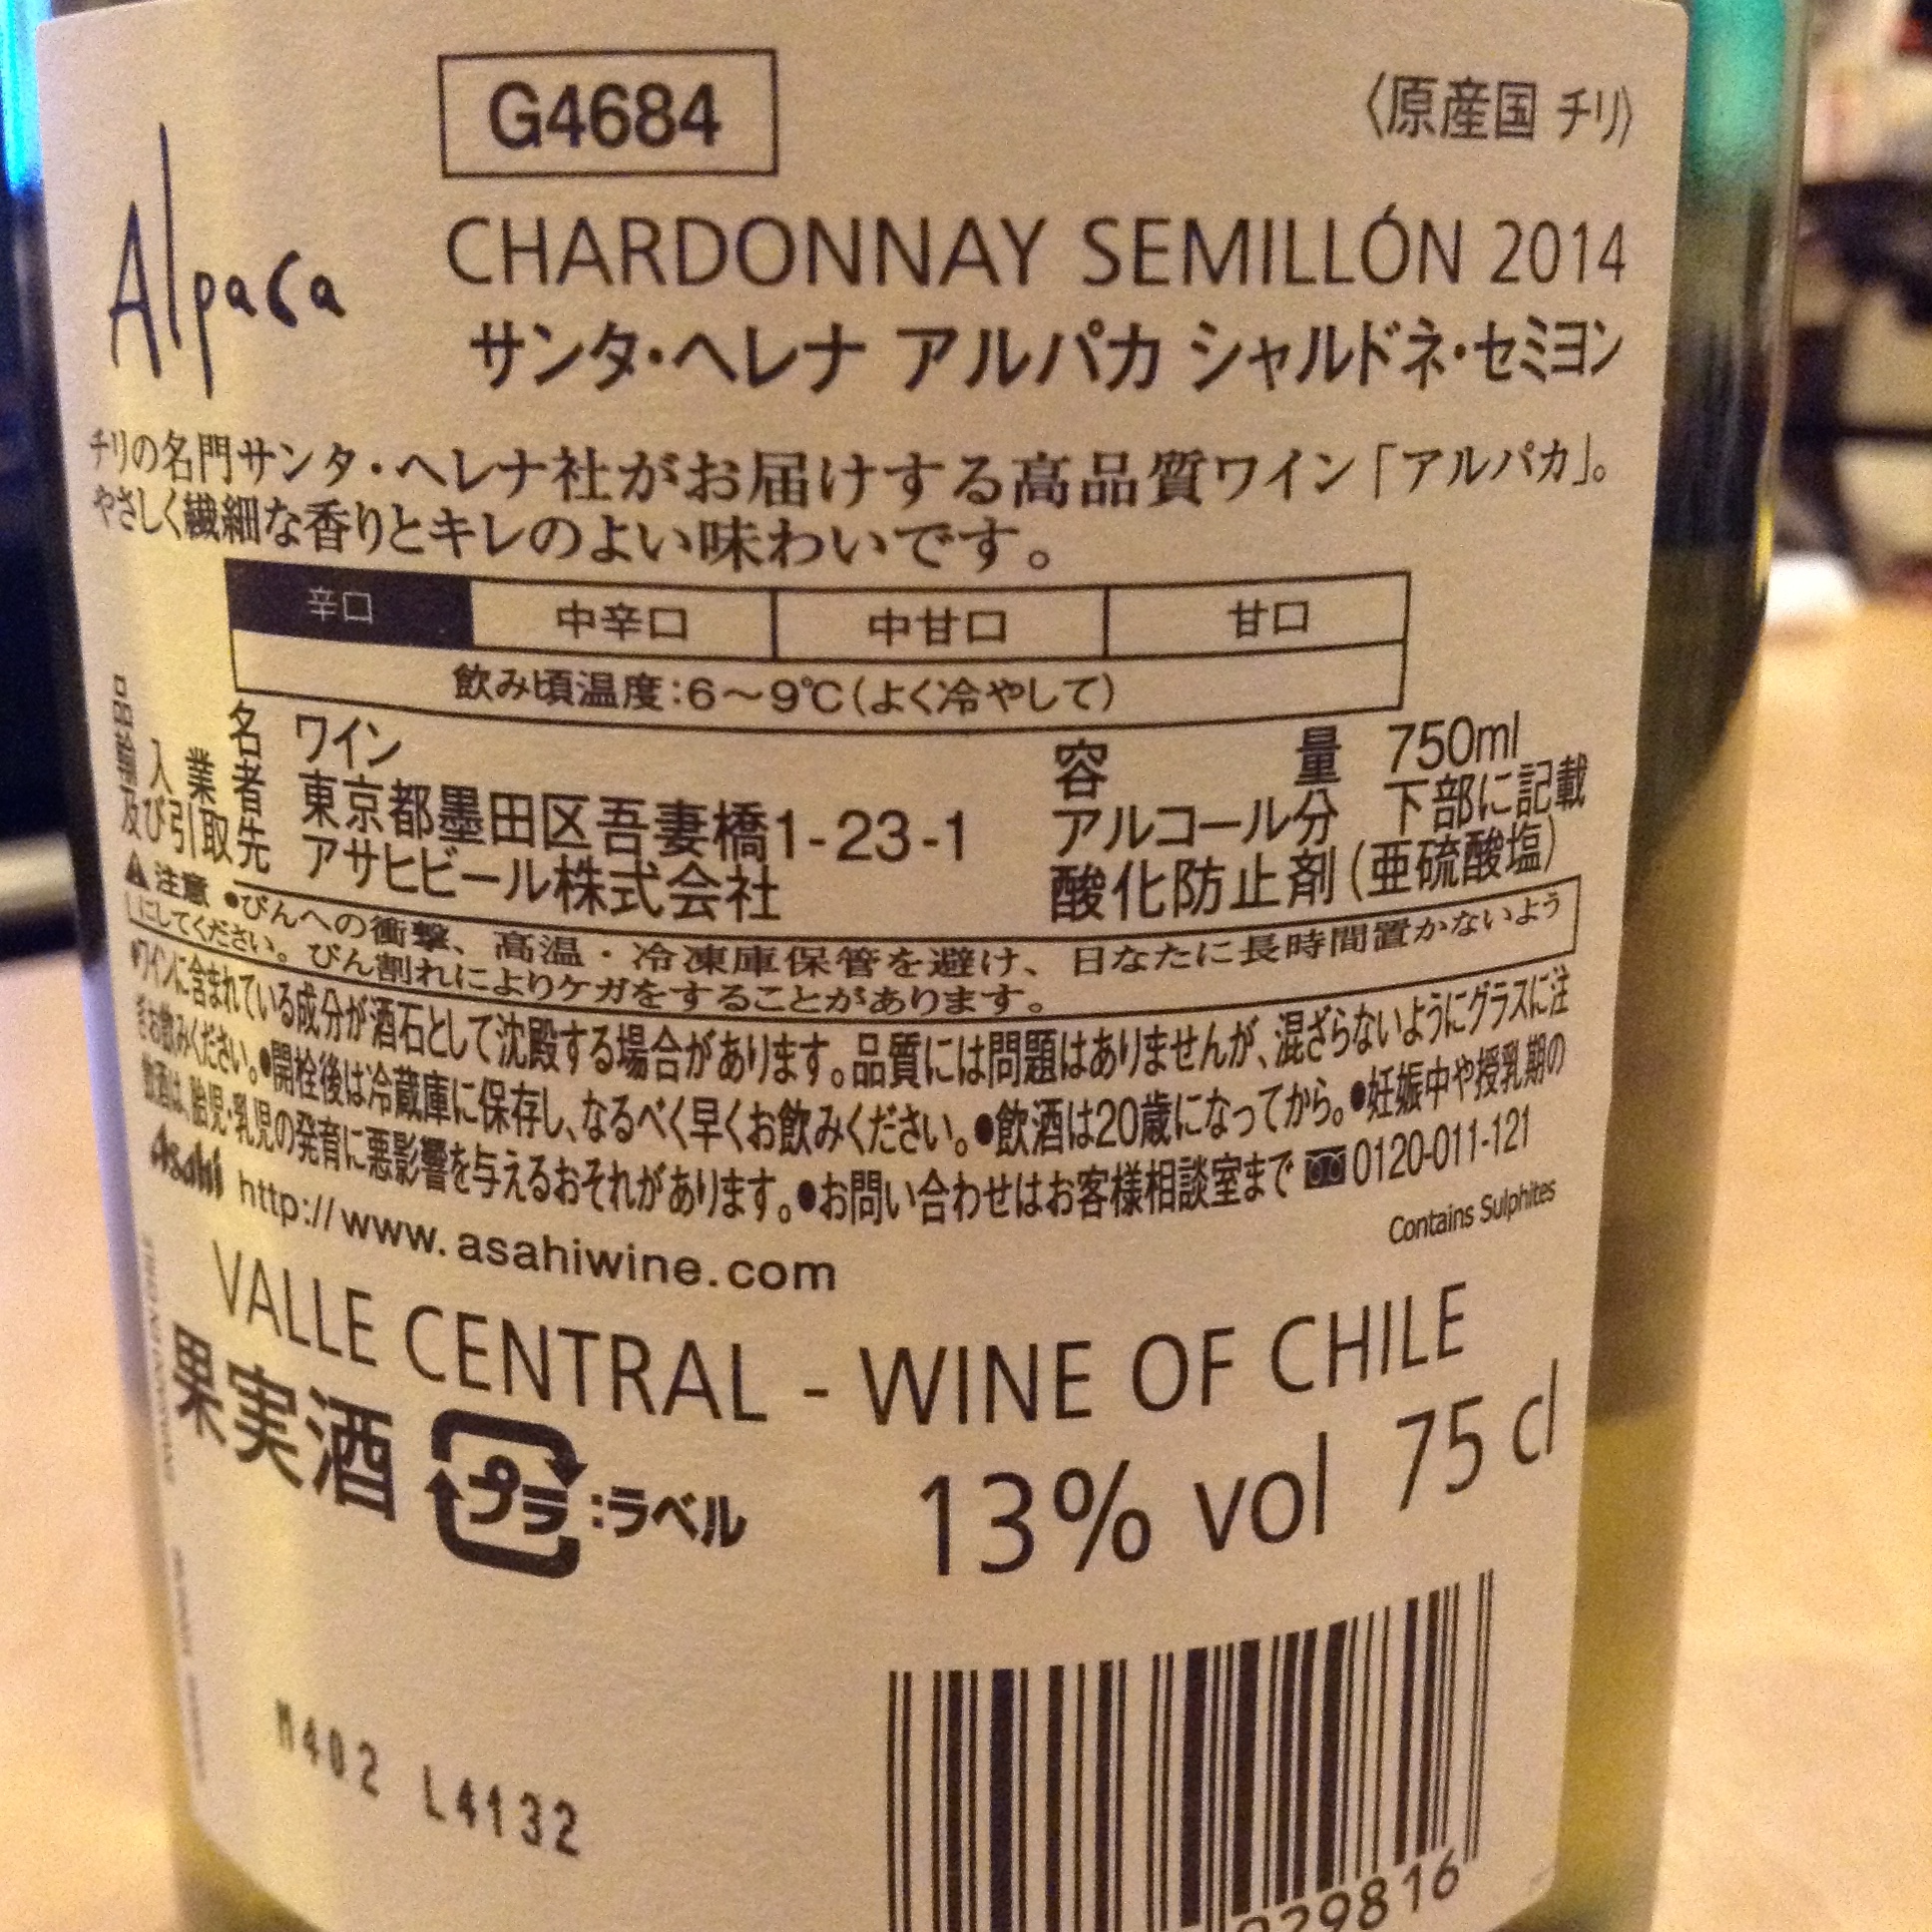 G4684
〈原産国 チリ〉
Alpaca
CHARDONNAY SEMILLÓN 2014
サンタ・ヘレナ アルパカ シャルドネ・セミヨン
チリの名門サンタ・ヘレナ社がお届けする高品質ワイン「アルパカ」。
やさしく繊細な香りとキレのよい味わいです。
辛口 中辛口 中甘口 甘口
飲み頃温度:6〜9℃(よく冷やして)
品名 ワイン 容量 750ml
輸入業者 東京都墨田区吾妻橋1-23-1 アルコール分 下部に記載
及び引取先 アサヒビール株式会社 酸化防止剤(亜硫酸塩)
⚠注意 ●びんへの衝撃、高温・冷凍庫保管を避け、日なたに長時間置かないよう
にしてください。びん割れによりケガをすることがあります。
●ワインに含まれている成分が酒石として沈殿する場合があります。品質には問題はありませんが、混ざらないようにグラスに注
ぎお飲みください。●開栓後は冷蔵庫に保存し、なるべく早くお飲みください。●飲酒は20歳になってから。●妊娠中や授乳期の
飲酒は、胎児・乳児の発育に悪影響を与えるおそれがあります。●お問い合わせはお客様相談室まで 0120-011-121
Asahi http://www.asahiwine.com
Contains Sulphites
VALLE CENTRAL - WINE OF CHILE
果実酒 プラ :ラベル
13% vol 75 cl
M402 L4132
29816